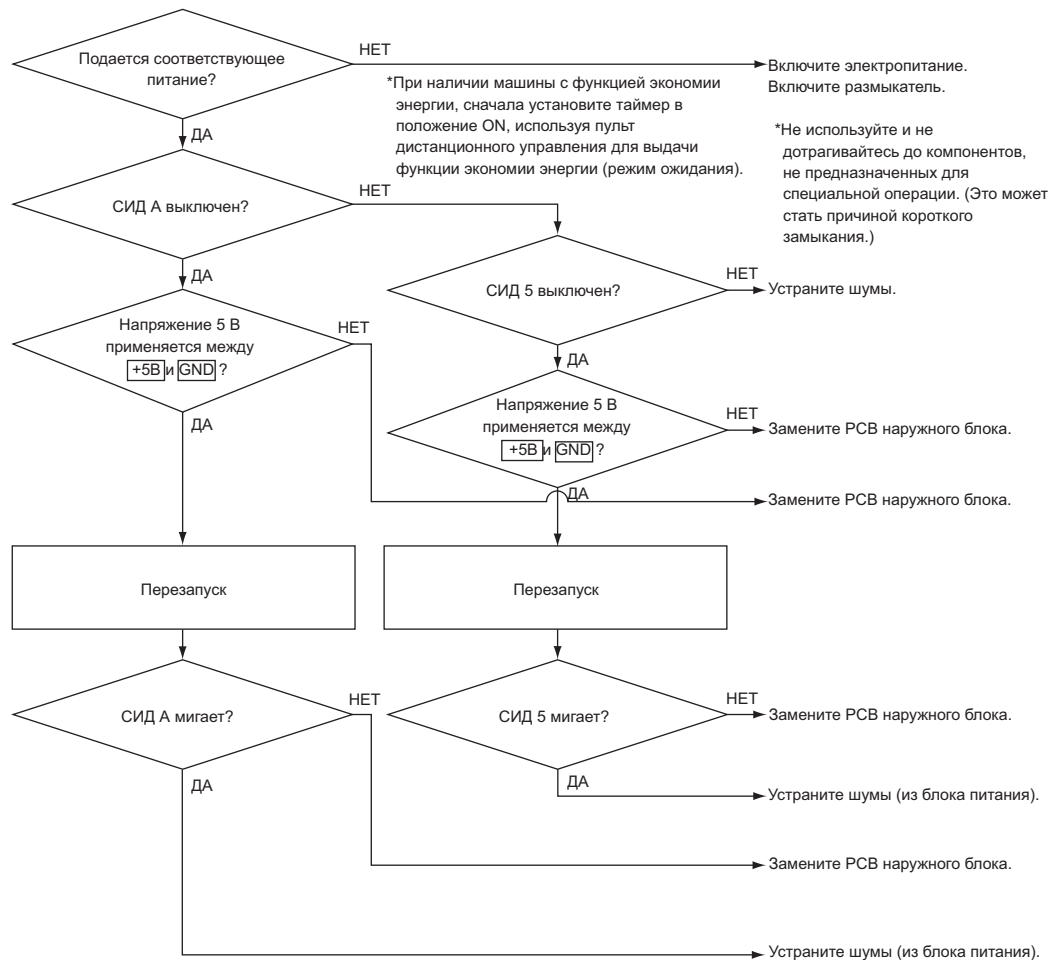 Подается соответствующее
питание?
НЕТ
Включите электропитание.
Включите размыкатель.
*При наличии машины с функцией экономии
энергии, сначала установите таймер в
положение ON, используя пульт
дистанционного управления для выдачи
функции экономии энергии (режим ожидания).
*Не используйте и не
дотрагивайтесь до компонентов,
не предназначенных для
специальной операции. (Это может
стать причиной короткого
замыкания.)
ДА
СИД А выключен?
НЕТ
ДА
СИД 5 выключен?
НЕТ
Устраните шумы.
Напряжение 5 В
применяется между
+5В и GND ?
НЕТ
ДА
ДА
Напряжение 5 В
применяется между
+5В и GND ?
НЕТ
Замените PCB наружного блока.
ДА
Замените PCB наружного блока.
Перезапуск
Перезапуск
СИД А мигает?
НЕТ
СИД 5 мигает?
НЕТ
Замените PCB наружного блока.
ДА
ДА
Устраните шумы (из блока питания).
Замените PCB наружного блока.
Устраните шумы (из блока питания).